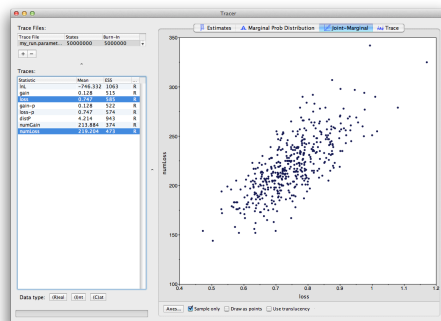 Tracer
Trace Files:
Trace File States Burn-In
my_run.paramet... 50000000 5000000
+ -
Traces:
Statistic Mean ESS ...
lnL -746.332 1063 R
gain 0.128 515 R
loss 0.747 585 R
gain-p 0.128 522 R
loss-p 0.747 574 R
distP 4.214 943 R
numGain 213.884 374 R
numLoss 219.204 473 R
Data type: (R)eal (I)nt (C)at
Estimates Marginal Prob Distribution Joint-Marginal Trace
350
300
250
200
150
100
numLoss
0.4 0.5 0.6 0.7 0.8 0.9 1 1.1 1.2
loss
Axes... Sample only Draw as points Use translucency